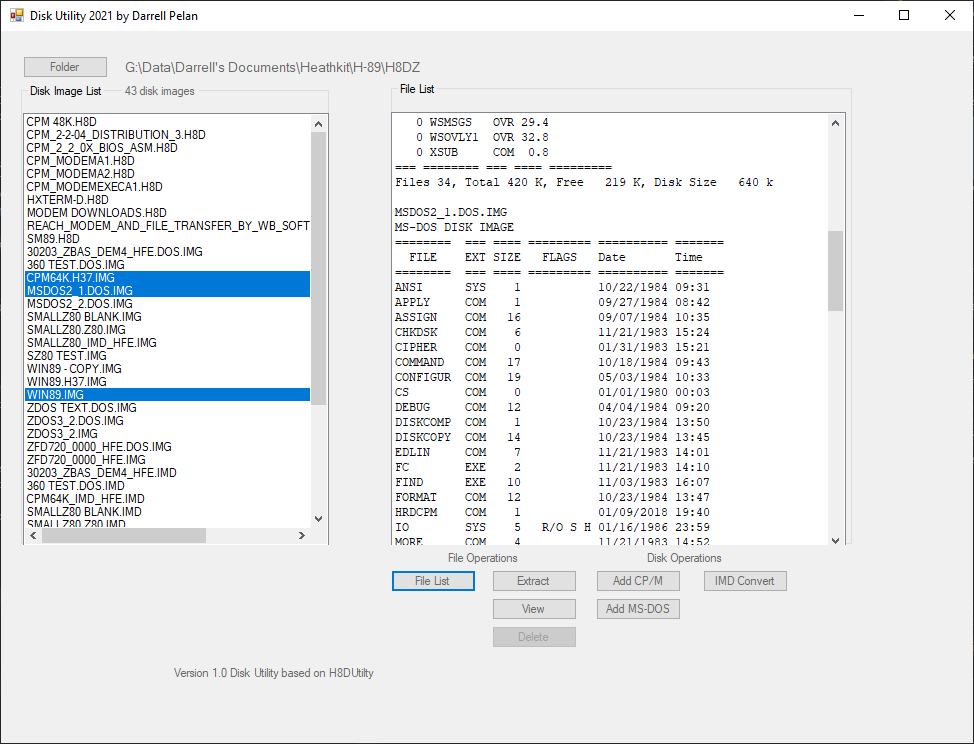 Disk Utility 2021 by Darrell Pelan
Folder
G:\Data\Darrell's Documents\Heathkit\H-89\H8DZ
Disk Image List
43 disk images
CPM 48K.H8D
CPM_2-2-04_DISTRIBUTION_3.H8D
CPM_2_2_0X_BIOS_ASM.H8D
CPM_MODEMA1.H8D
CPM_MODEMA2.H8D
CPM_MODEMEXECA1.H8D
HXTERM-D.H8D
MODEM DOWNLOADS.H8D
REACH_MODEM_AND_FILE_TRANSFER_BY_WB_SOFT
SM89.H8D
30203_ZBAS_DEM4_HFE.DOS.IMG
360 TEST.DOS.IMG
CPM64K.H37.IMG
MSDOS2_1.DOS.IMG
MSDOS2_2.DOS.IMG
SMALLZ80 BLANK.IMG
SMALLZ80.Z80.IMG
SMALLZ80_IMD_HFE.IMG
SZ80 TEST.IMG
WIN89 - COPY.IMG
WIN89.H37.IMG
WIN89.IMG
ZDOS TEXT.DOS.IMG
ZDOS3_2.DOS.IMG
ZDOS3_2.IMG
ZFD720_0000_HFE.DOS.IMG
ZFD720_0000_HFE.IMG
30203_ZBAS_DEM4_HFE.IMD
360 TEST.DOS.IMD
CPM64K_IMD_HFE.IMD
SMALLZ80 BLANK.IMD
SMALLZ80.Z80.IMD
File List
0 WSMSGS OVR 29.4
0 WSOVLY1 OVR 32.8
0 XSUB COM 0.8
=== ======== === ==== =========
Files 34, Total 420 K, Free 219 K, Disk Size 640 k
MSDOS2_1.DOS.IMG
MS-DOS DISK IMAGE
======== === ==== ========= ========== =======
FILE EXT SIZE FLAGS Date Time
======== === ==== ========= ========== =======
ANSI SYS 1 10/22/1984 09:31
APPLY COM 1 09/27/1984 08:42
ASSIGN COM 16 09/07/1984 10:35
CHKDSK COM 6 11/21/1983 15:24
CIPHER COM 0 01/31/1983 15:21
COMMAND COM 17 10/18/1984 09:43
CONFIGUR COM 19 05/03/1984 10:33
CS COM 0 01/01/1980 00:03
DEBUG COM 12 04/04/1984 09:20
DISKCOMP COM 1 10/23/1984 13:50
DISKCOPY COM 14 10/23/1984 13:45
EDLIN COM 7 11/21/1983 14:01
FC EXE 2 11/21/1983 14:10
FIND EXE 10 11/03/1983 16:07
FORMAT COM 12 10/23/1984 13:47
HRDCPM COM 1 01/09/2018 19:40
IO SYS 5 R/O S H 01/16/1986 23:59
MORE COM 4 11/21/1983 14:52
File Operations
Disk Operations
File List
Extract
Add CP/M
IMD Convert
View
Add MS-DOS
Delete
Version 1.0 Disk Utility based on H8DUtilty